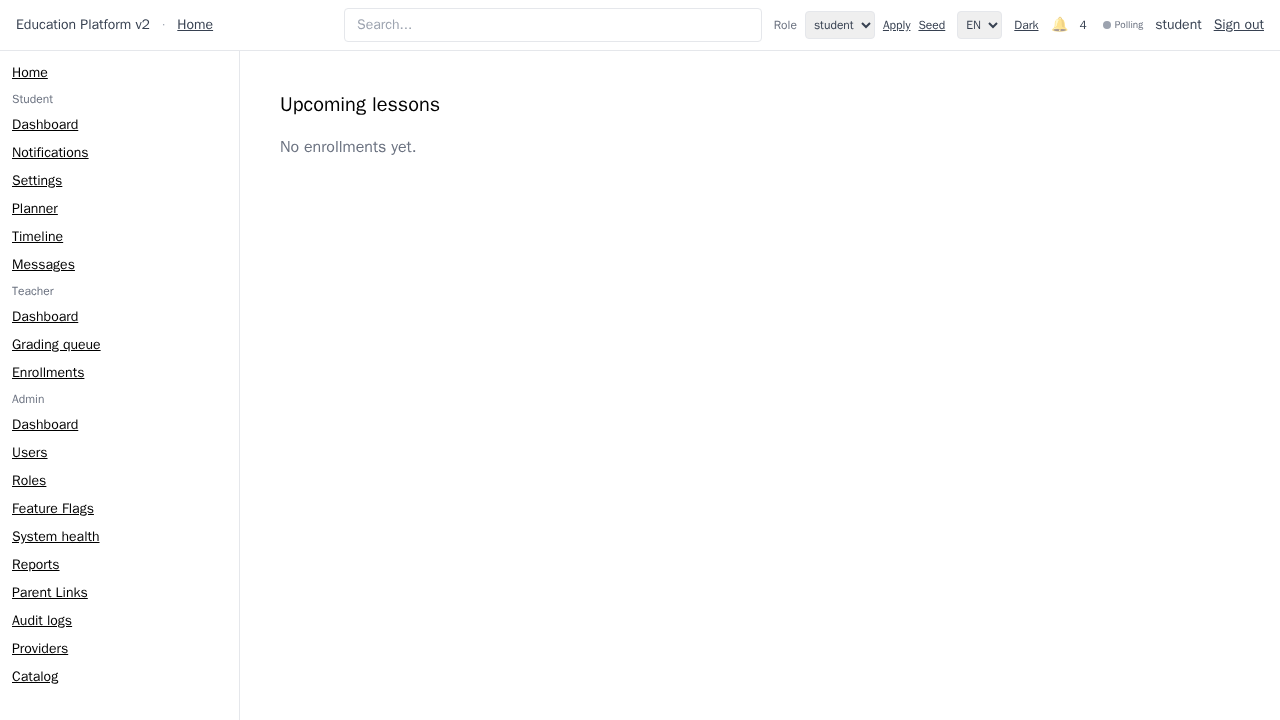 Education Platform v2 · Home
Search...
Role student Apply Seed EN Dark 🔔 4 Polling student Sign out
Home
Student
Dashboard
Notifications
Settings
Planner
Timeline
Messages
Teacher
Dashboard
Grading queue
Enrollments
Admin
Dashboard
Users
Roles
Feature Flags
System health
Reports
Parent Links
Audit logs
Providers
Catalog
Upcoming lessons
No enrollments yet.